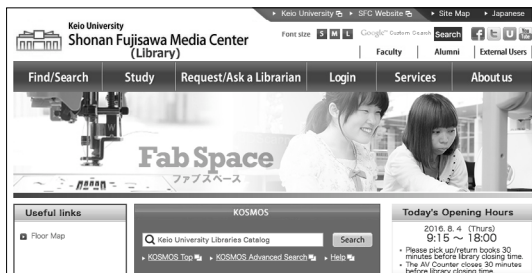 Keio University SFC Website Site Map Japanese
Keio University
Shonan Fujisawa Media Center
(Library)
Font size S M L Google™ Custom Search Search
Faculty Alumni External Users
Find/Search Study Request/Ask a Librarian Login Services About us
Fab Space
ファブスペース
Useful links
Floor Map
KOSMOS
Keio University Libraries Catalog Search
KOSMOS Top KOSMOS Advanced Search Help
Today's Opening Hours
2016. 8. 4 (Thurs)
9:15 ~ 18:00
Please pick up/return books 30
minutes before library closing time.
The AV Counter closes 30 minutes
before library closing time.